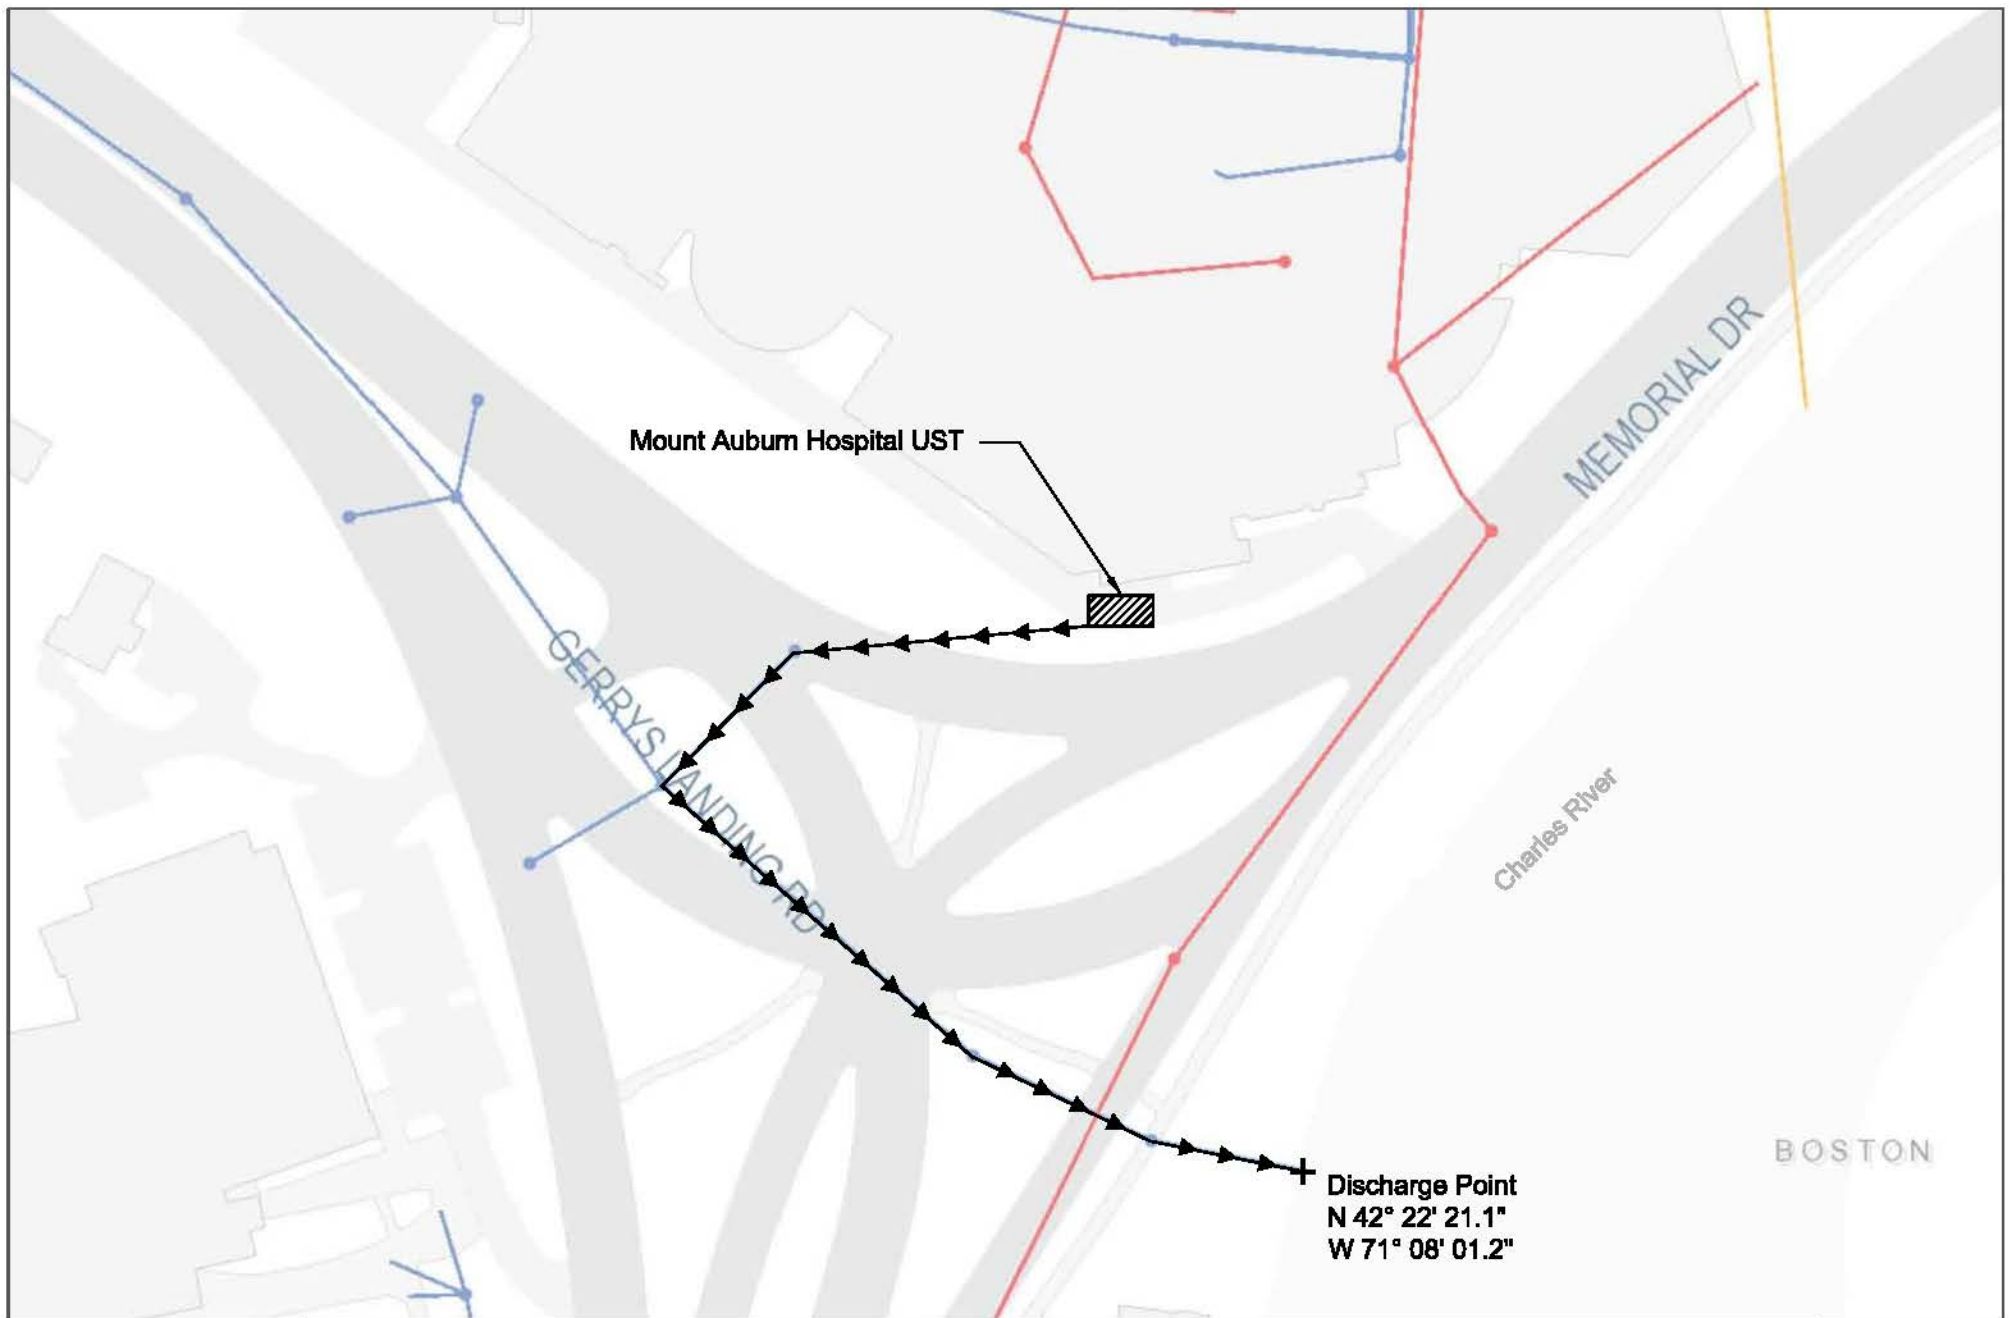 MEMORIAL DR
Mount Auburn Hospital UST
GERRYS LANDING RD
Charles River
BOSTON
Discharge Point
N 42° 22' 21.1"
W 71° 08' 01.2"